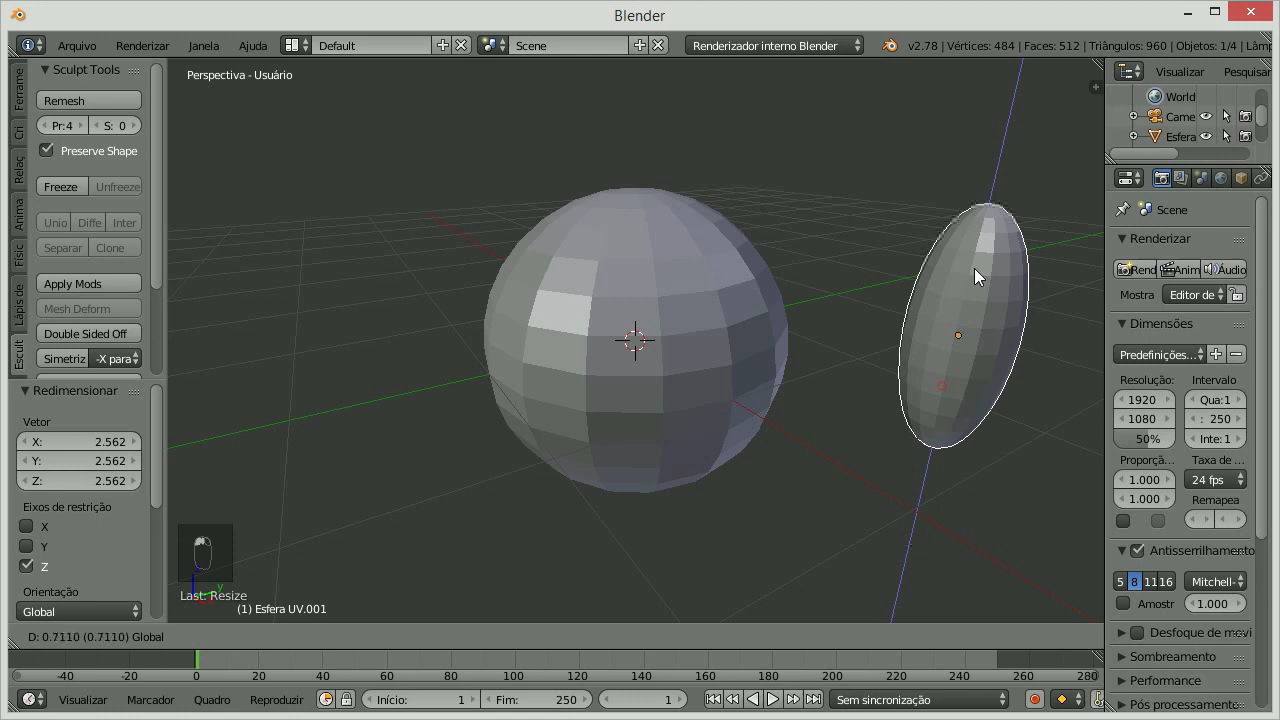 Blender
Arquivo Renderizar Janela Ajuda Default Scene Renderizador interno Blender v2.78 | Vértices: 484 | Faces: 512 | Triângulos: 960 | Objetos: 1/4 | Lâmp
Ferrame
Cri
Relaç
Anima
Físic
Lápis de
Escult
Sculpt Tools
Remesh
Pr:4 S: 0
Preserve Shape
Freeze Unfreeze
Unio Diffe Inter
Separar Clone
Apply Mods
Mesh Deform
Double Sided Off
Simetriz -X para
Redimensionar
Vetor
X: 2.562
Y: 2.562
Z: 2.562
Eixos de restrição
X
Y
Z
Orientação
Global
Perspectiva - Usuário
Last: Resize
(1) Esfera UV.001
y
D: 0.7110 (0.7110) Global
Visualizar Pesquisar
World
Came
Esfera
Scene
Renderizar
Rend Anim Áudio
Mostra Editor de
Dimensões
Predefinições...
Resolução: Intervalo
1920 Qua:1
1080 : 250
50% Inte: 1
Proporçã... Taxa de ...
1.000 24 fps
1.000 Remapea
Antisserrilhamento
5 8 11 16 Mitchell-
Amostr 1.000
Desfoque de movi
Sombreamento
Performance
Pós processamento
-40 -20 0 20 40 60 80 100 120 140 160 180 200 220 240 260 280
Visualizar Marcador Quadro Reproduzir Início: 1 Fim: 250 1 Sem sincronização